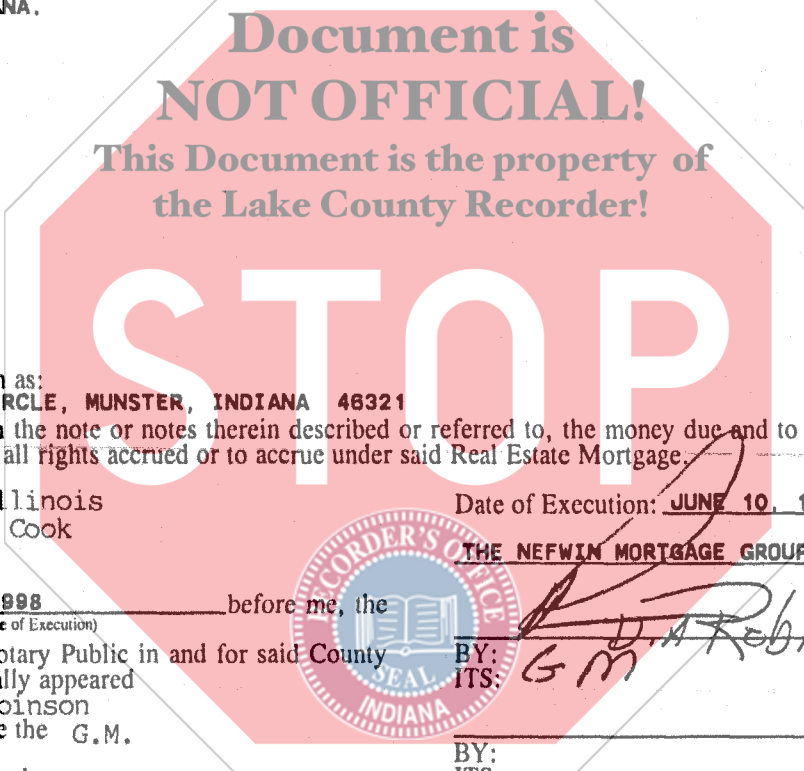 NA.
Document is
NOT OFFICIAL!
This Document is the property of
the Lake County Recorder!
STOP
as:
RCLE, MUNSTER, INDIANA 46321
the note or notes therein described or referred to, the money due and to
all rights accrued or to accrue under said Real Estate Mortgage.
llinois
Cook
Date of Execution: JUNE 10, 1
THE NEFWIN MORTGAGE GROUP
998 before me, the
e of Execution)
otary Public in and for said County
ally appeared
binson
e the G.M.
BY: D.A Rob
ITS: G M
BY:
RECORDER'S OFFICE
SEAL
INDIANA